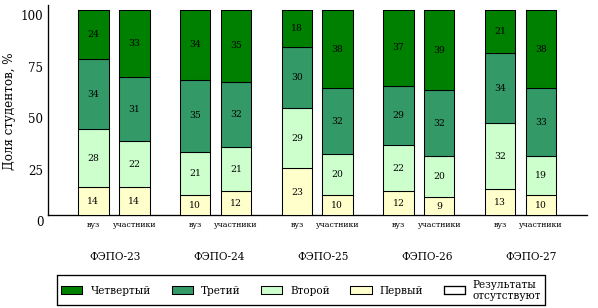 Доля студентов, %
100
75
50
25
0
24 33 34 35 18 38 37 39 21 38
34 31 35 32 30 32 29 32 34 33
28 22 21 21 29 20 22 20 32 19
14 14 10 12 23 10 12 9 13 10
вуз участники вуз участники вуз участники вуз участники вуз участники
ФЭПО-23 ФЭПО-24 ФЭПО-25 ФЭПО-26 ФЭПО-27
Четвертый Третий Второй Первый Результаты
отсутствуют